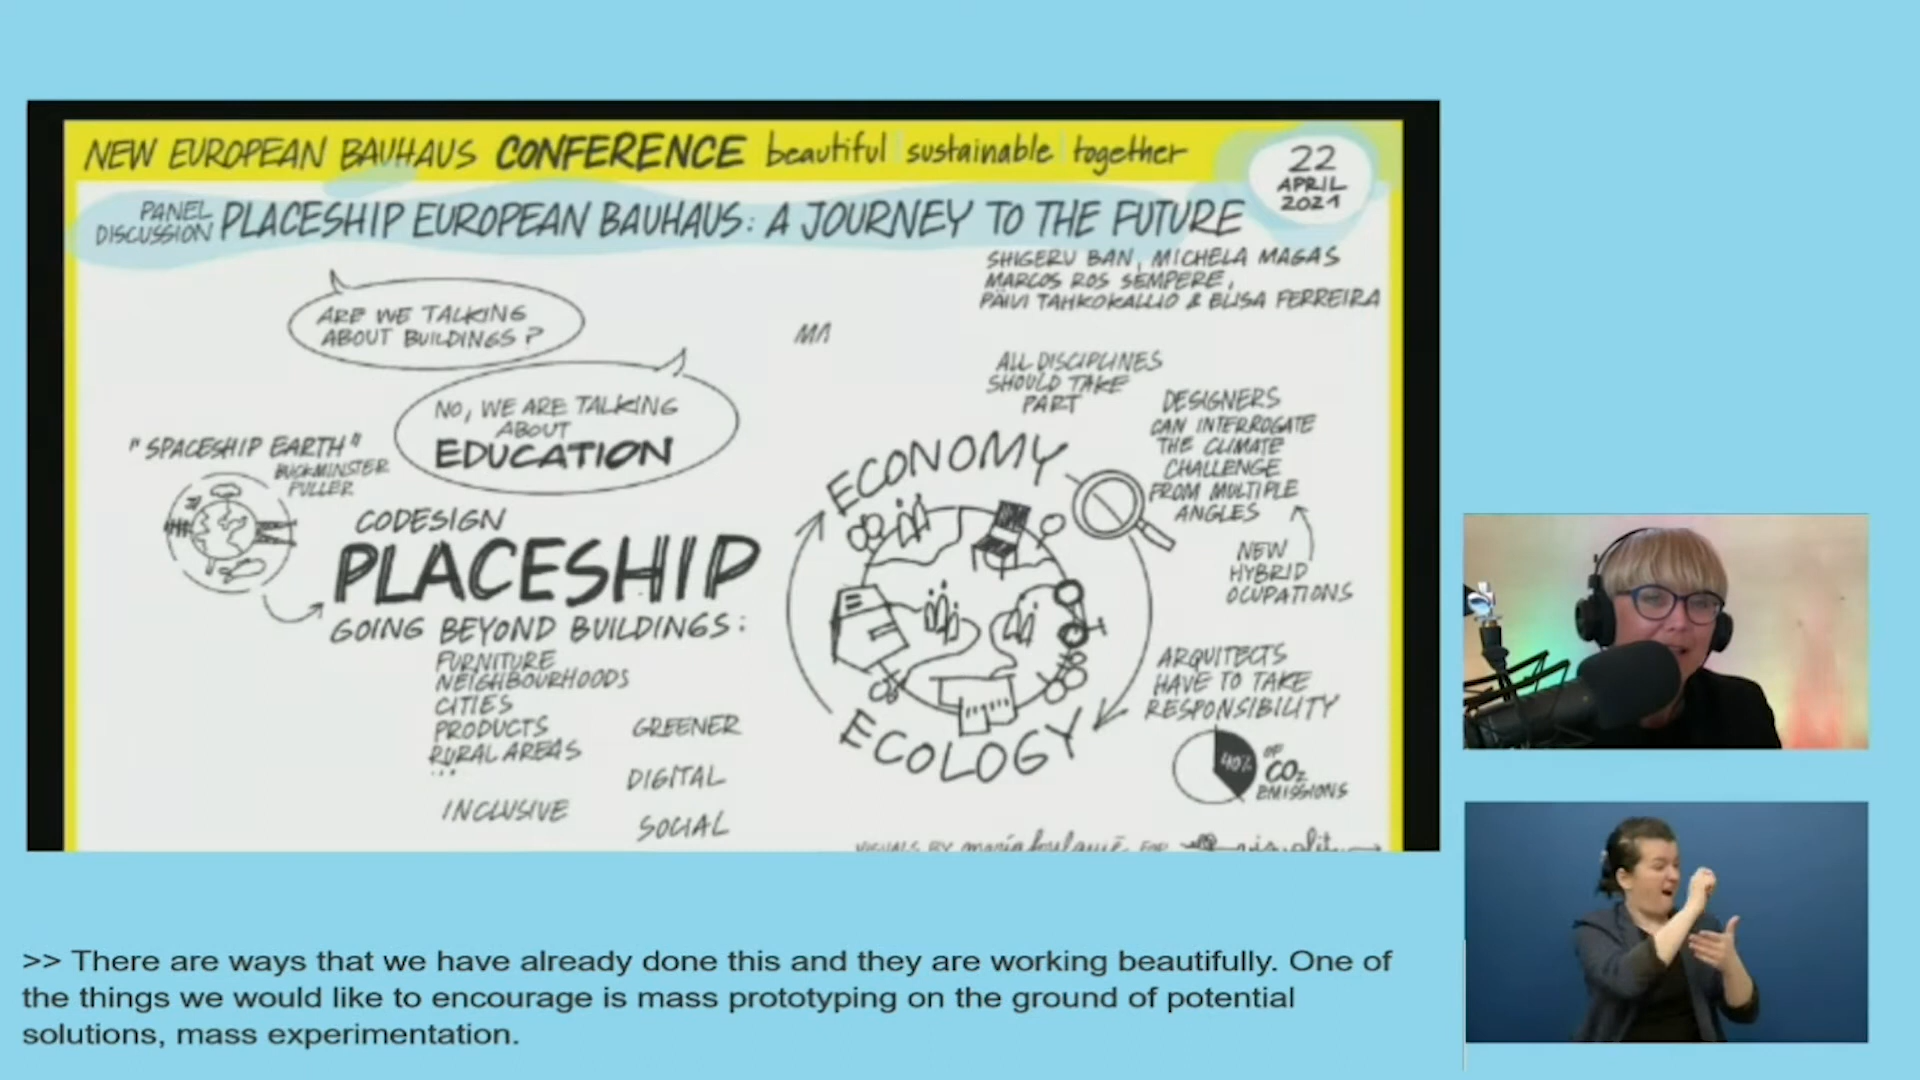 NEW EUROPEAN BAUHAUS CONFERENCE beautiful sustainable together
22
APRIL
2021
PANEL
DISCUSSION
PLACESHIP EUROPEAN BAUHAUS: A JOURNEY TO THE FUTURE
SHIGERU BAN, MICHELA MAGAS
MARCOS ROS SEMPERE,
PÄIVI TAHKOKALLIO & ELISA FERREIRA
ARE WE TALKING
ABOUT BUILDINGS?
NO, WE ARE TALKING
ABOUT
EDUCATION
"SPACESHIP EARTH"
BUCKMINSTER
FULLER
CODESIGN
PLACESHIP
GOING BEYOND BUILDINGS:
FURNITURE
NEIGHBOURHOODS
CITIES
PRODUCTS
RURAL AREAS
...
INCLUSIVE
GREENER
DIGITAL
SOCIAL
ALL DISCIPLINES
SHOULD TAKE
PART
ECONOMY
ECOLOGY
DESIGNERS
CAN INTERROGATE
THE CLIMATE
CHALLENGE
FROM MULTIPLE
ANGLES
NEW
HYBRID
OCUPATIONS
ARQUITECTS
HAVE TO TAKE
RESPONSIBILITY
40%
OF
CO2
EMISSIONS
VISUALS BY
FOR
>> There are ways that we have already done this and they are working beautifully. One of
the things we would like to encourage is mass prototyping on the ground of potential
solutions, mass experimentation.